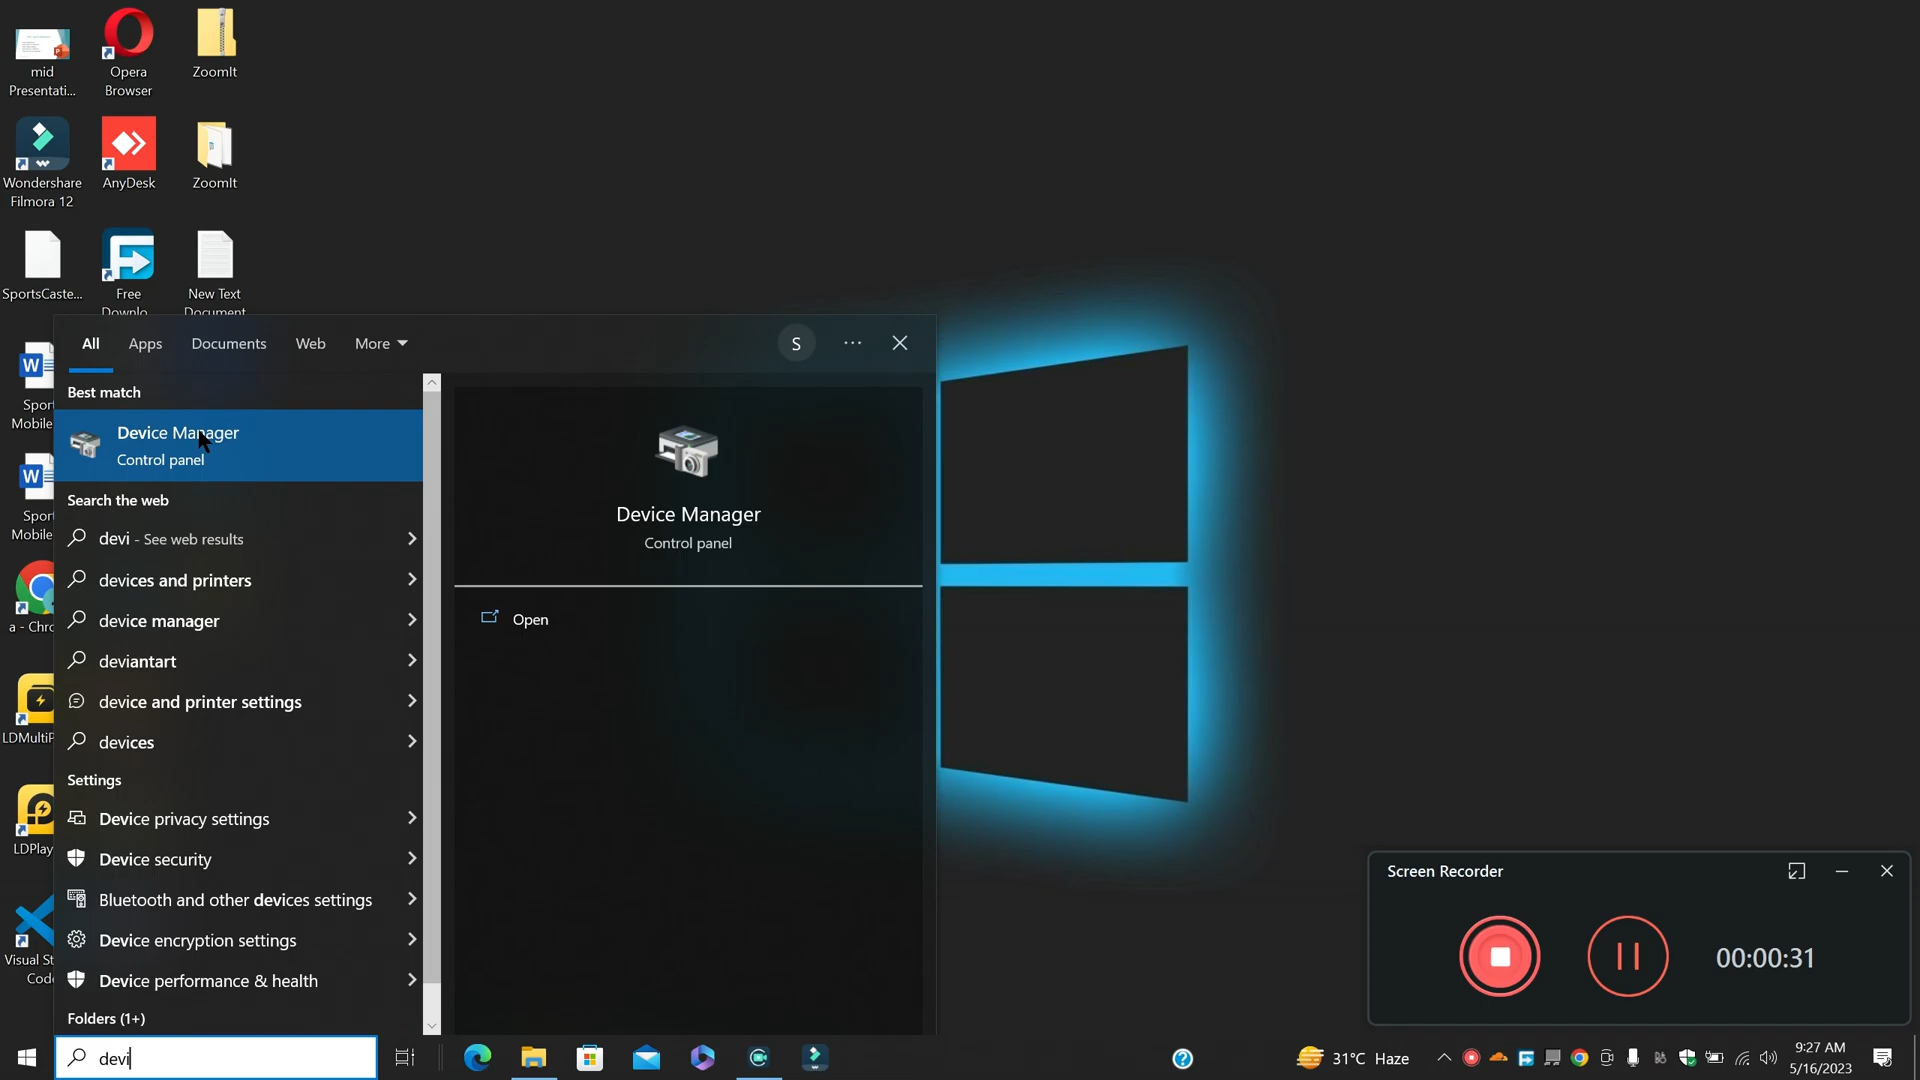 mid
Presentati...
Opera
Browser
ZoomIt
Wondershare
Filmora 12
AnyDesk
ZoomIt
SportsCaste...
Free
Downlo...
New Text
Document
W
Spor
Mobile
W
Spor
Mobile
a - Chro
LDMultiP
LDPlay
Visual St
Code
All
Apps
Documents
Web
More
S
Best match
Device Manager
Control panel
Search the web
devi - See web results
devices and printers
device manager
deviantart
device and printer settings
devices
Settings
Device privacy settings
Device security
Bluetooth and other devices settings
Device encryption settings
Device performance & health
Folders (1+)
devi
Device Manager
Control panel
Open
Screen Recorder
00:00:31
31°C Haze
9:27 AM
5/16/2023